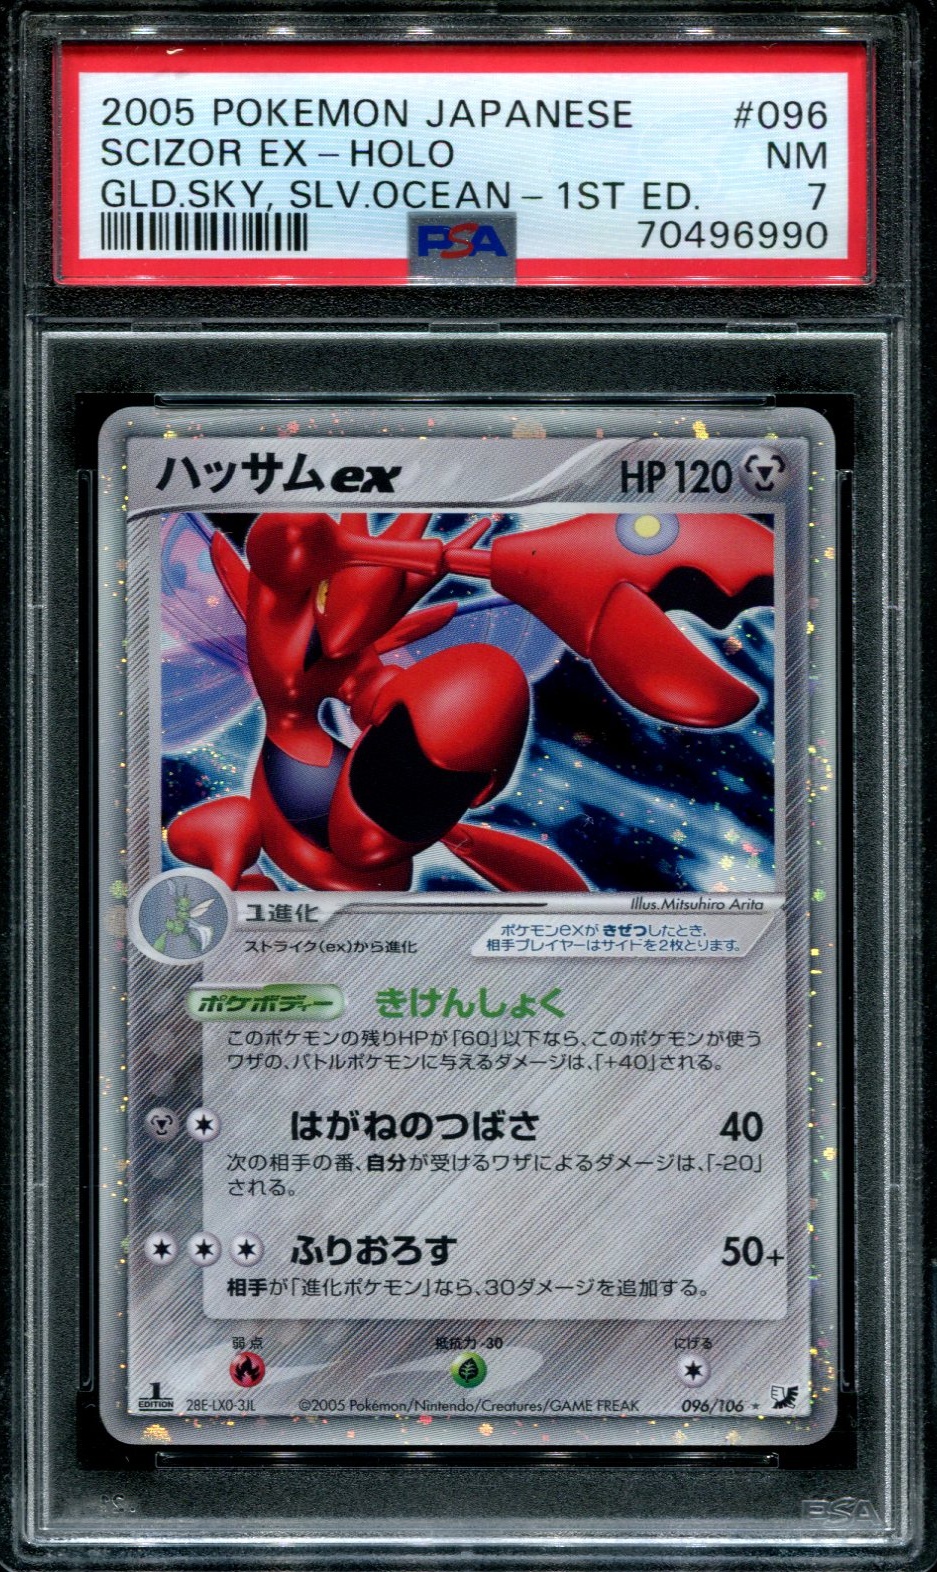 2005 POKEMON JAPANESE #096
SCIZOR EX - HOLO NM
GLD.SKY, SLV.OCEAN - 1ST ED. 7
PSA 70496990
ハッサムex HP 120
Illus.Mitsuhiro Arita
1進化
ストライク(ex)から進化
ポケモンexが きぜつしたとき、
相手プレイヤーはサイドを2枚とります。
ポケボディー きけんしょく
このポケモンの残りHPが「60」以下なら、このポケモンが使う
ワザの、バトルポケモンに与えるダメージは、「+40」される。
はがねのつばさ 40
次の相手の番、自分が受けるワザによるダメージは、「-20」
される。
ふりおろす 50+
相手が「進化ポケモン」なら、30ダメージを追加する。
弱点 抵抗力 -30 にげる
1 EDITION 28E-LX0-3JL ©2005 Pokémon/Nintendo/Creatures/GAME FREAK 096/106 ★
PSA